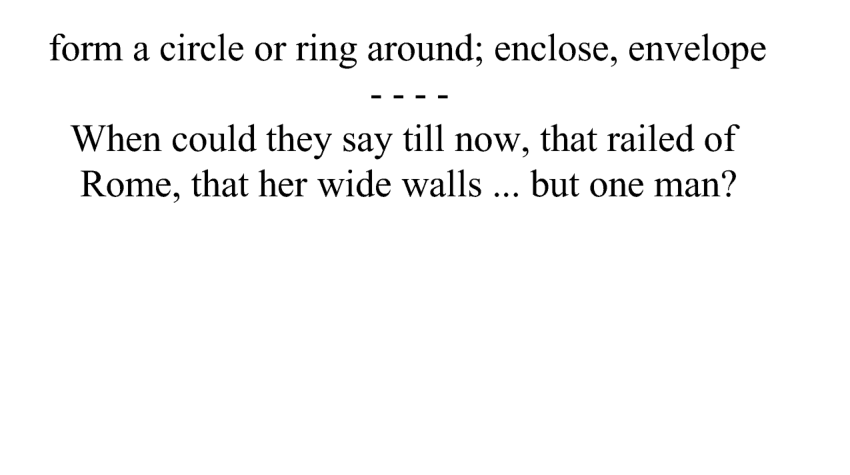 form a circle or ring around; enclose, envelope
- - - -
When could they say till now, that railed of
Rome, that her wide walls ... but one man?